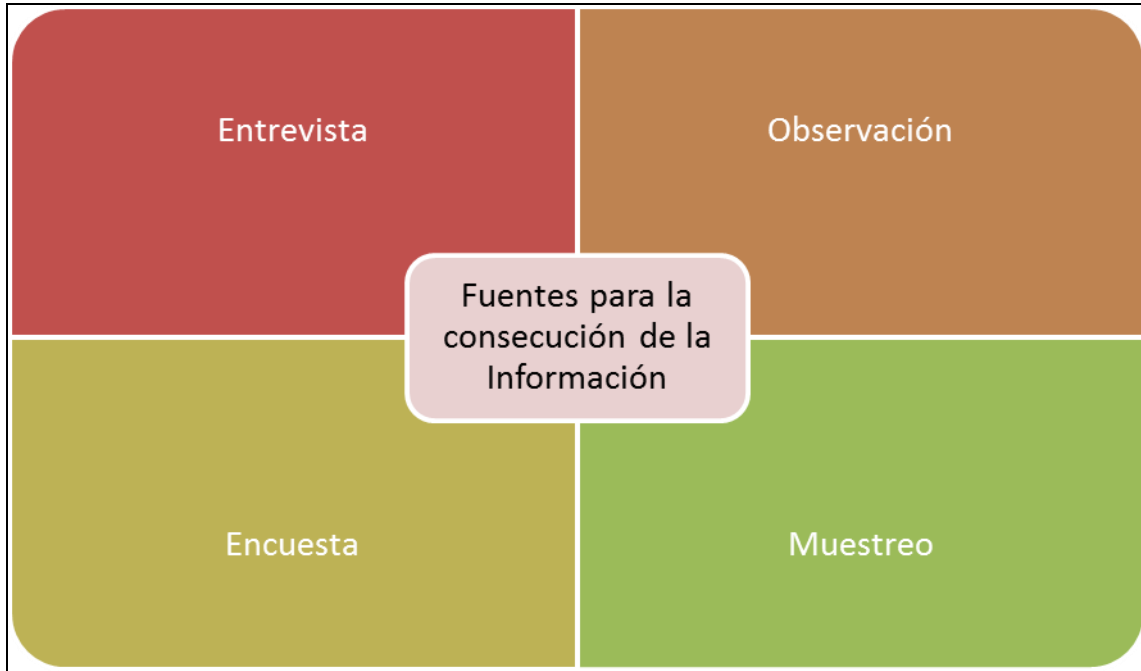 Entrevista
Observación
Fuentes para la
consecución de la
Información
Encuesta
Muestreo